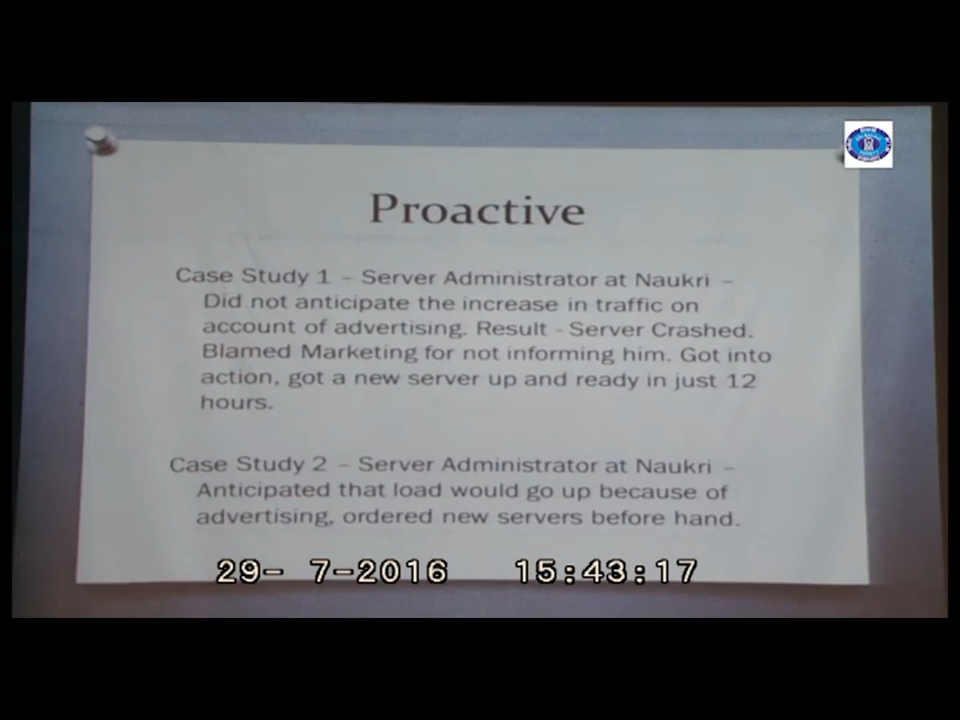 Proactive
Case Study 1 – Server Administrator at Naukri –
Did not anticipate the increase in traffic on
account of advertising. Result - Server Crashed.
Blamed Marketing for not informing him. Got into
action, got a new server up and ready in just 12
hours.
Case Study 2 – Server Administrator at Naukri –
Anticipated that load would go up because of
advertising, ordered new servers before hand.
29- 7-2016 15:43:17